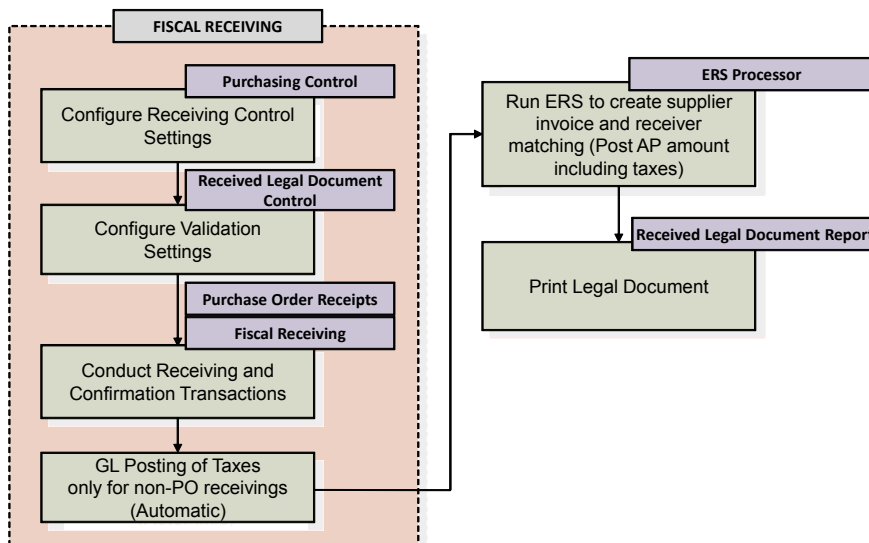 FISCAL RECEIVING
Purchasing Control
Configure Receiving Control
Settings
Received Legal Document
Control
Configure Validation
Settings
Purchase Order Receipts
Fiscal Receiving
Conduct Receiving and
Confirmation Transactions
GL Posting of Taxes
only for non-PO receivings
(Automatic)
ERS Processor
Run ERS to create supplier
invoice and receiver
matching (Post AP amount
including taxes)
Received Legal Document Report
Print Legal Document